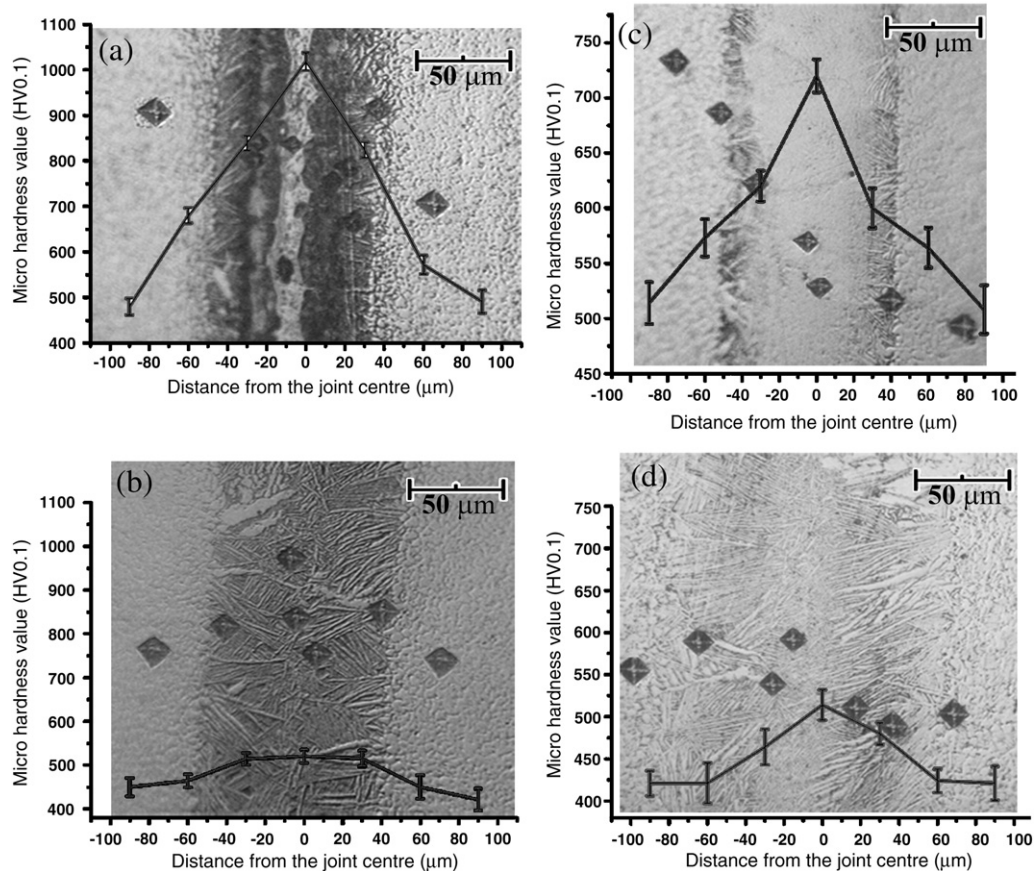 (a)
50 μm
1100
1000
900
800
700
600
500
400
Micro hardness value (HV0.1)
-100 -80 -60 -40 -20 0 20 40 60 80 100
Distance from the joint centre (μm)
(c)
50 μm
750
700
650
600
550
500
450
Micro hardness value (HV0.1)
-100 -80 -60 -40 -20 0 20 40 60 80 100
Distance from the joint centre (μm)
(b)
50 μm
1100
1000
900
800
700
600
500
400
Micro hardness value (HV0.1)
-100 -80 -60 -40 -20 0 20 40 60 80 100
Distance from the joint centre (μm)
(d)
50 μm
750
700
650
600
550
500
450
400
Micro hardness value (HV0.1)
-100 -80 -60 -40 -20 0 20 40 60 80 100
Distance from the joint centre (μm)